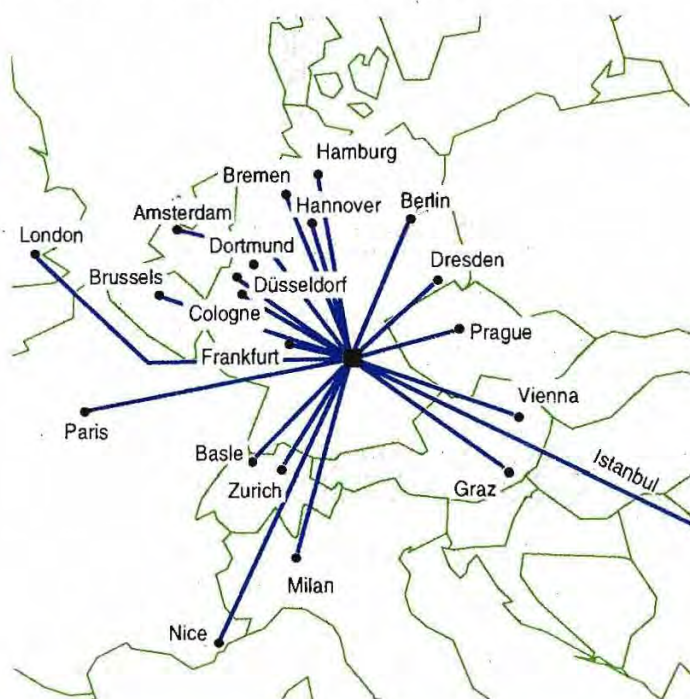 Hamburg
Bremen
Hannover
Berlin
Amsterdam
London
Dortmund
Dresden
Brussels
Düsseldorf
Cologne
Prague
Frankfurt
Vienna
Paris
Basle
Istanbul
Zurich
Graz
Milan
Nice